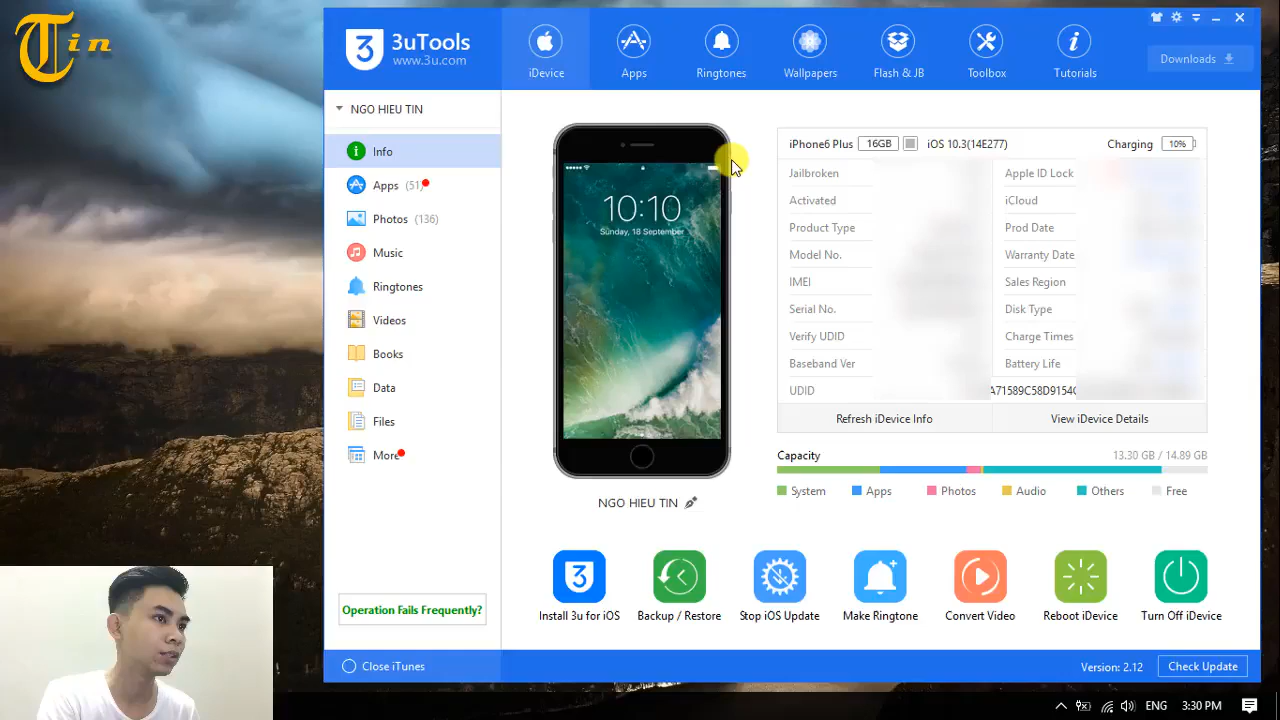 Tin
3uTools
www.3u.com
iDevice
Apps
Ringtones
Wallpapers
Flash & JB
Toolbox
Tutorials
Downloads
NGO HIEU TIN
Info
Apps (51)
Photos (136)
Music
Ringtones
Videos
Books
Data
Files
More
Operation Fails Frequently?
Close iTunes
10:10
Sunday, 18 September
NGO HIEU TIN
iPhone6 Plus 16GB iOS 10.3(14E277) Charging 10%
Jailbroken Apple ID Lock
Activated iCloud
Product Type Prod Date
Model No. Warranty Date
IMEI Sales Region
Serial No. Disk Type
Verify UDID Charge Times
Baseband Ver Battery Life
UDID A71589C58D9154
Refresh iDevice Info View iDevice Details
Capacity 13.30 GB / 14.89 GB
System Apps Photos Audio Others Free
Install 3u for iOS
Backup / Restore
Stop iOS Update
Make Ringtone
Convert Video
Reboot iDevice
Turn Off iDevice
Version: 2.12 Check Update
ENG 3:30 PM